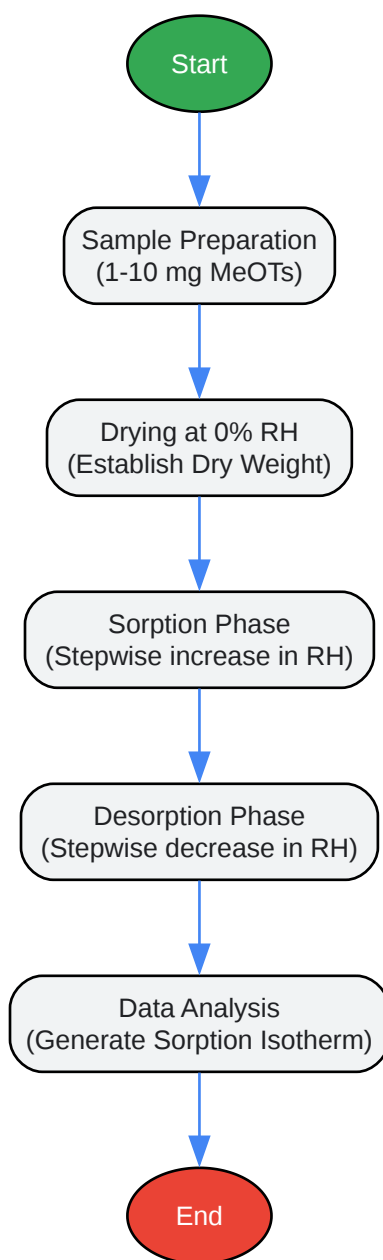 Start
Sample Preparation
(1-10 mg MeOTs)
Drying at 0% RH
(Establish Dry Weight)
Sorption Phase
(Stepwise increase in RH)
Desorption Phase
(Stepwise decrease in RH)
Data Analysis
(Generate Sorption Isotherm)
End